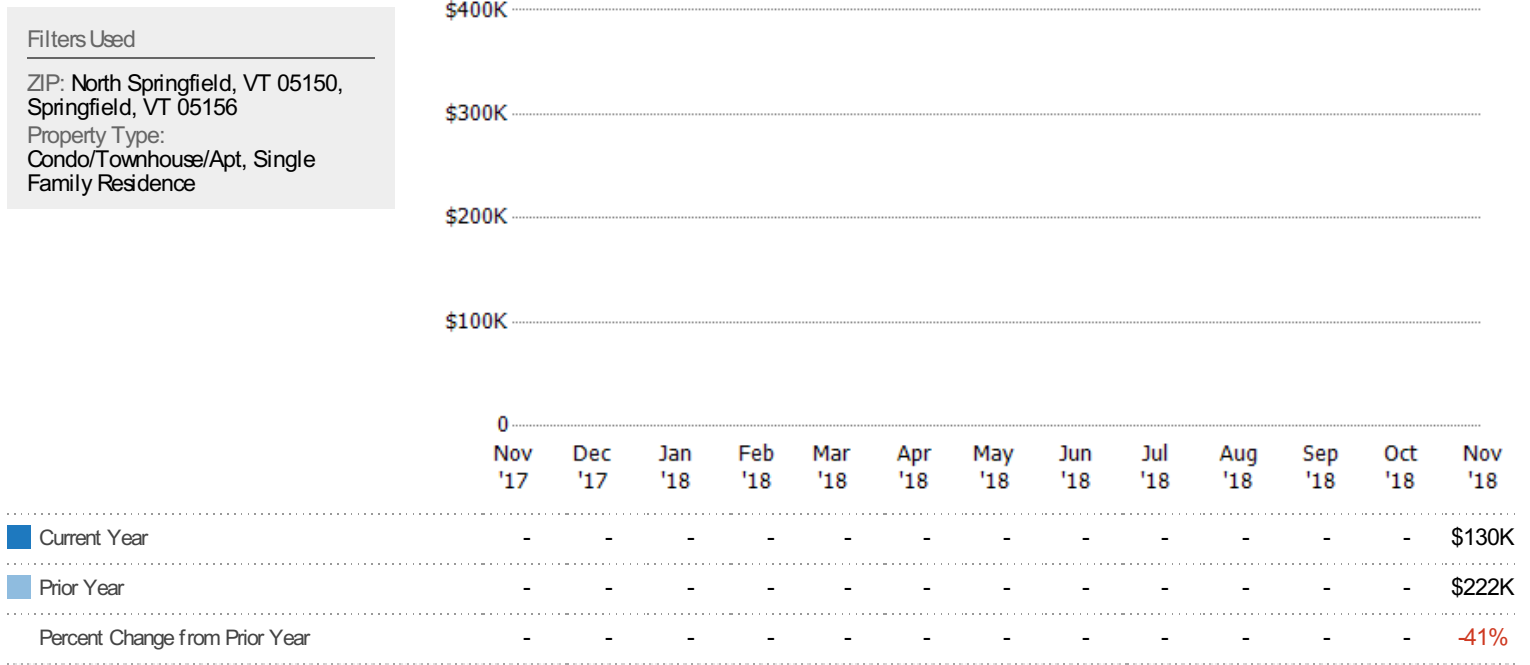 Filters Used
ZIP: North Springfield, VT 05150,
Springfield, VT 05156
Property Type:
Condo/Townhouse/Apt, Single
Family Residence
$400K
$300K
$200K
$100K
0
Nov Dec Jan Feb Mar Apr May Jun Jul Aug Sep Oct Nov
'17 '17 '18 '18 '18 '18 '18 '18 '18 '18 '18 '18 '18
Current Year - - - - - - - - - - - - $130K
Prior Year - - - - - - - - - - - - $222K
Percent Change from Prior Year - - - - - - - - - - - - -41%